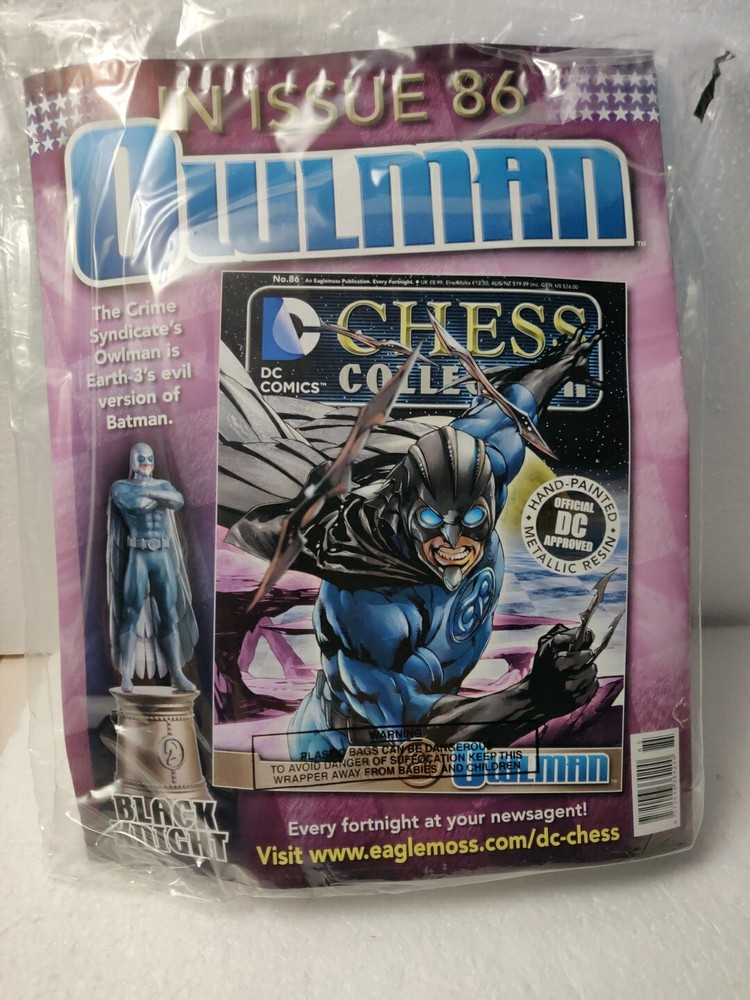 IN ISSUE 86
OWLMAN™
The Crime
Syndicate's
Owlman is
Earth-3's evil
version of
Batman.
No.86 An Eaglemoss Publication. Every Fortnight.
DC
DC
COMICS™
CHESS
HAND-PAINTED
OFFICIAL
DC
APPROVED
METALLIC RESIN
WARNING
PLASTIC BAGS CAN BE DANGEROUS
TO AVOID DANGER OF SUFFOCATION KEEP THIS
WRAPPER AWAY FROM BABIES AND CHILDREN
OWLMAN
BLACK
KNIGHT
Every fortnight at your newsagent!
Visit www.eaglemoss.com/dc-chess